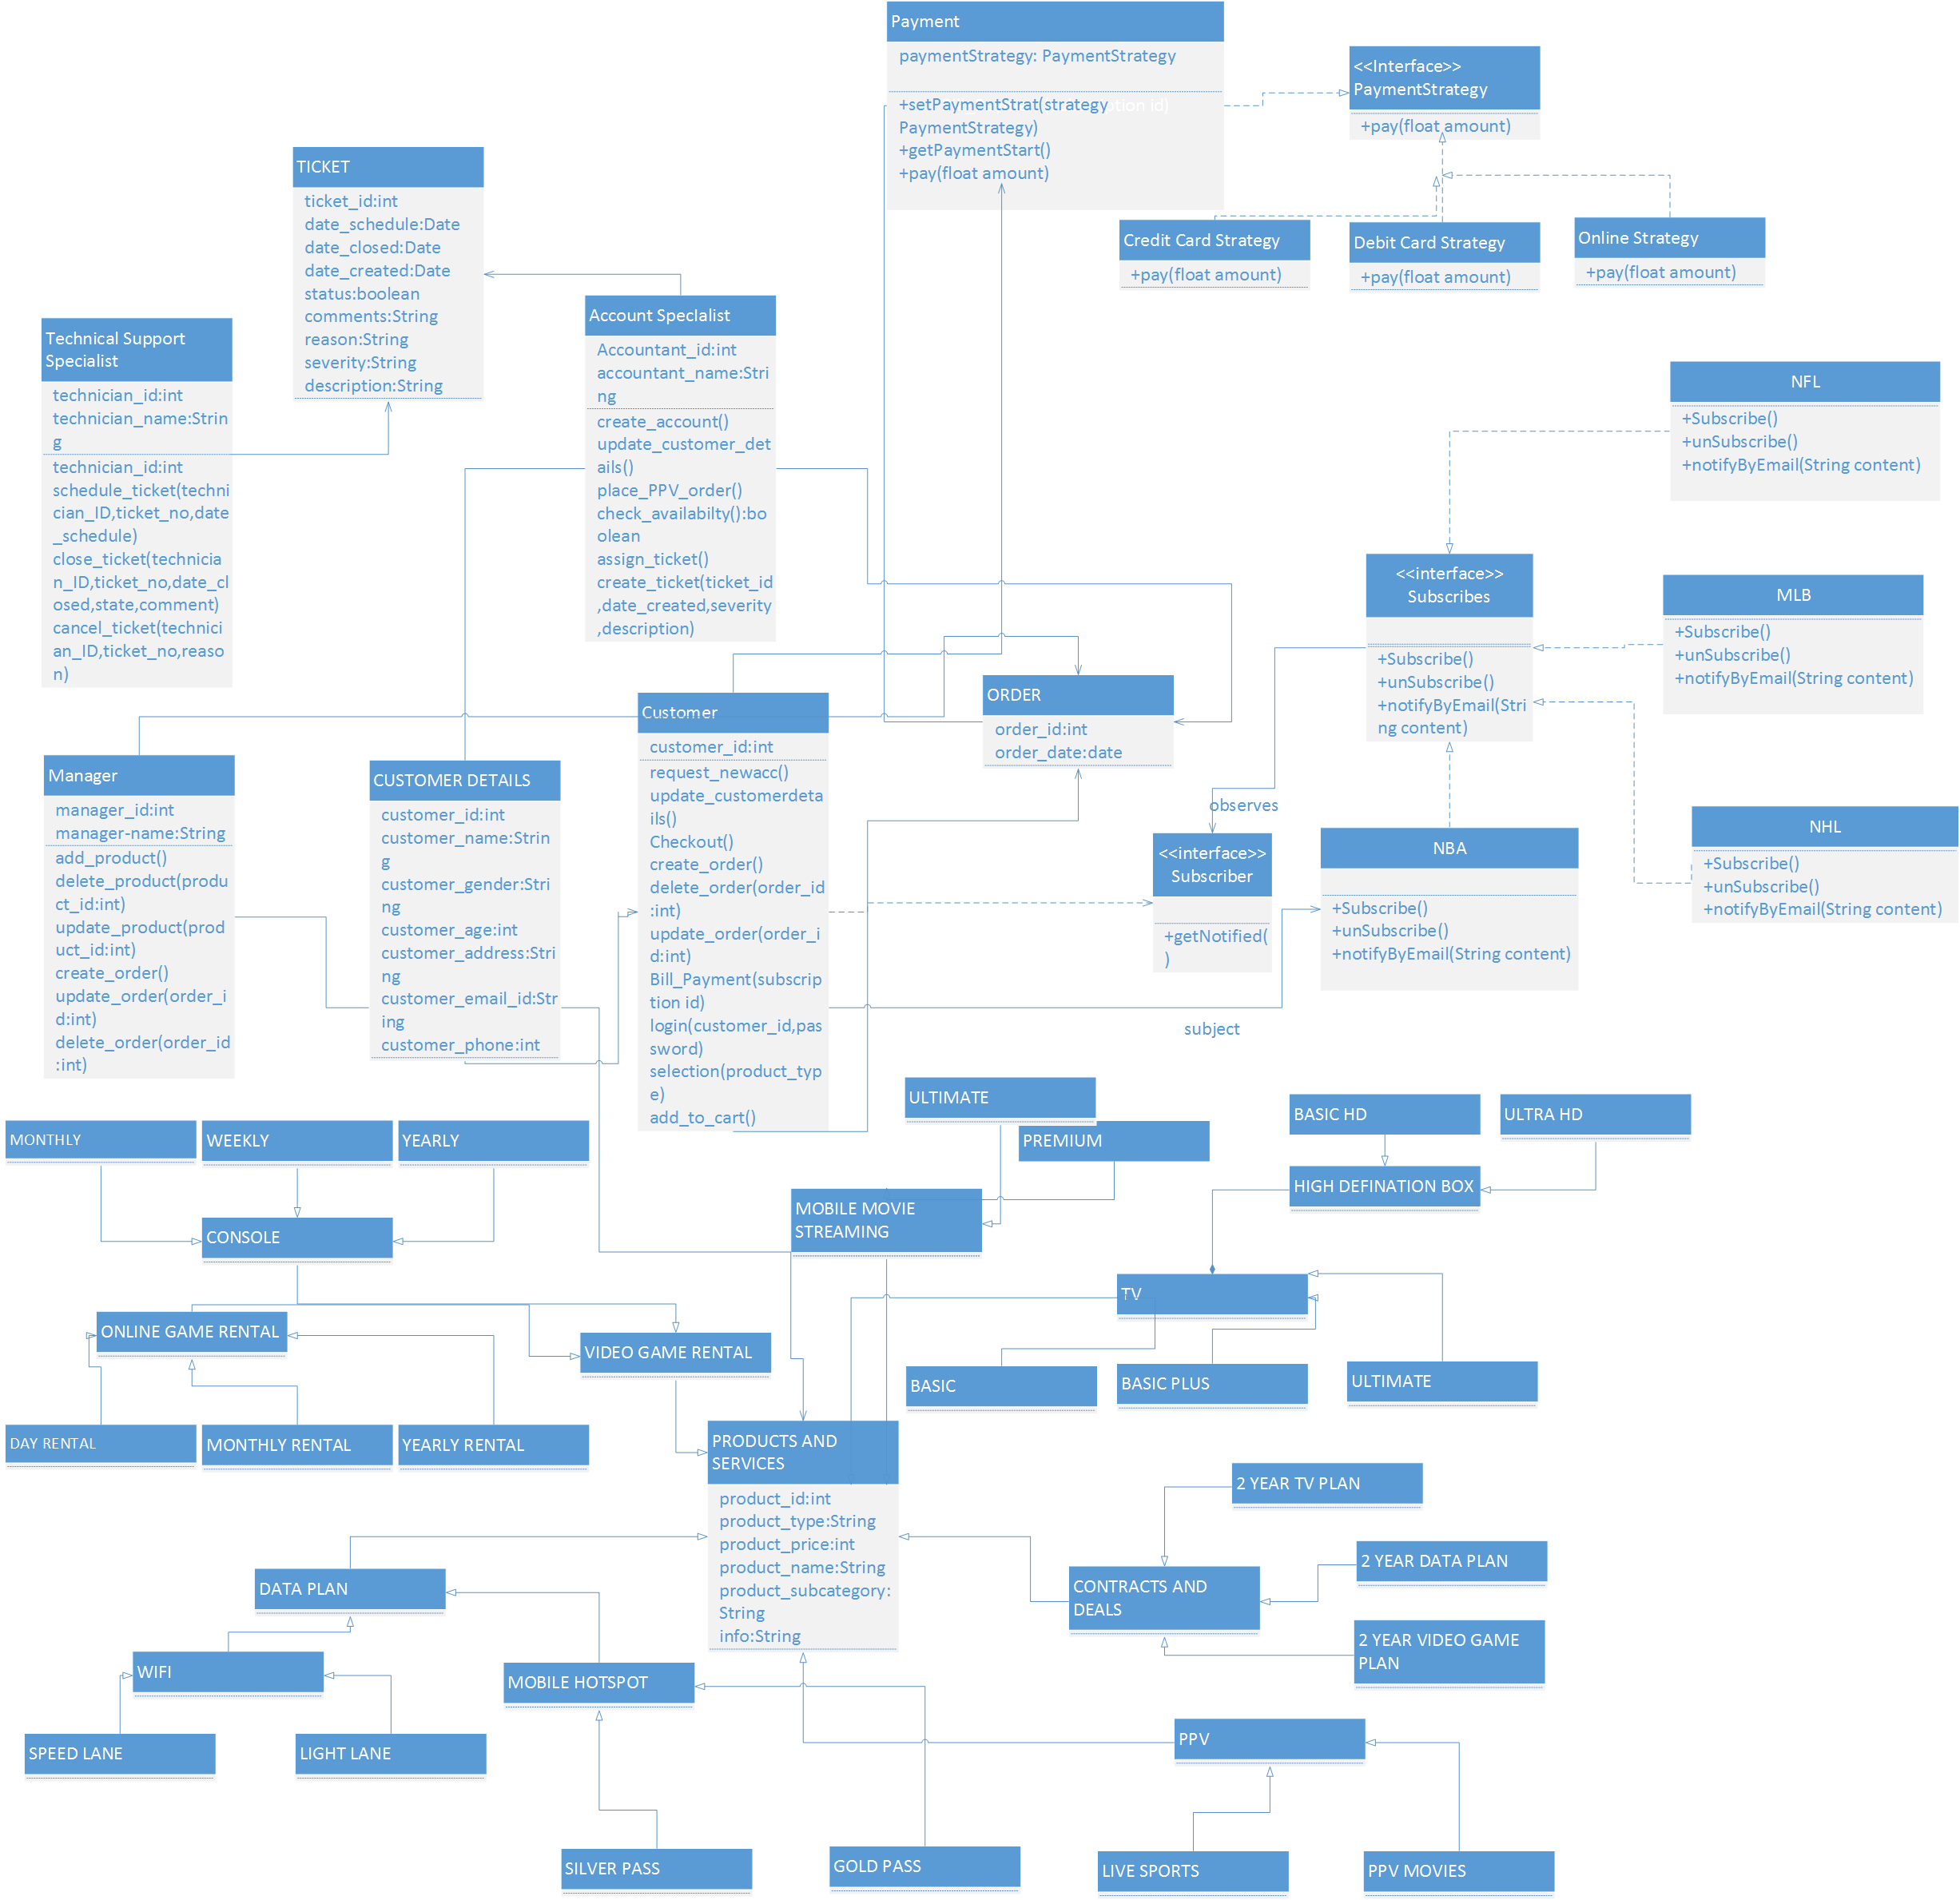 Payment
paymentStrategy: PaymentStrategy
+setPaymentStrat(strategy
tion id)
PaymentStrategy)
+getPaymentStart()
+pay(float amount)
<<Interface>>
PaymentStrategy
+pay(float amount)
Credit Card Strategy
+pay(float amount)
Debit Card Strategy
+pay(float amount)
Online Strategy
+pay(float amount)
TICKET
ticket_id:int
date_schedule:Date
date_closed:Date
date_created:Date
status:boolean
comments:String
reason:String
severity:String
description:String
Technical Support
Specialist
technician_id:int
technician_name:Strin
g
technician_id:int
schedule_ticket(techni
cian_ID,ticket_no,date
_schedule)
close_ticket(technicia
n_ID,ticket_no,date_cl
osed,state,comment)
cancel_ticket(technici
an_ID,ticket_no,reaso
n)
Account SpecIalist
Accountant_id:int
accountant_name:Stri
ng
create_account()
update_customer_det
ails()
place_PPV_order()
check_availabilty():bo
olean
assign_ticket()
create_ticket(ticket_id
,date_created,severity
,description)
NFL
+Subscribe()
+unSubscribe()
+notifyByEmail(String content)
<<interface>>
Subscribes
+Subscribe()
+unSubscribe()
+notifyByEmail(Stri
ng content)
MLB
+Subscribe()
+unSubscribe()
+notifyByEmail(String content)
NHL
+Subscribe()
+unSubscribe()
+notifyByEmail(String content)
NBA
+Subscribe()
+unSubscribe()
+notifyByEmail(String content)
observes
<<interface>>
Subscriber
+getNotified(
)
subject
ORDER
order_id:int
order_date:date
Customer
customer_id:int
request_newacc()
update_customerdeta
ils()
Checkout()
create_order()
delete_order(order_id
:int)
update_order(order_i
d:int)
Bill_Payment(subscrip
tion id)
login(customer_id,pas
sword)
selection(product_typ
e)
add_to_cart()
Manager
manager_id:int
manager-name:String
add_product()
delete_product(produ
ct_id:int)
update_product(prod
uct_id:int)
create_order()
update_order(order_i
d:int)
delete_order(order_id
:int)
CUSTOMER DETAILS
customer_id:int
customer_name:Strin
g
customer_gender:Stri
ng
customer_age:int
customer_address:Stri
ng
customer_email_id:Str
ing
customer_phone:int
MONTHLY
WEEKLY
YEARLY
CONSOLE
ONLINE GAME RENTAL
VIDEO GAME RENTAL
DAY RENTAL
MONTHLY RENTAL
YEARLY RENTAL
ULTIMATE
PREMIUM
MOBILE MOVIE
STREAMING
BASIC HD
ULTRA HD
HIGH DEFINATION BOX
TV
BASIC
BASIC PLUS
ULTIMATE
PRODUCTS AND
SERVICES
product_id:int
product_type:String
product_price:int
product_name:String
product_subcategory:
String
info:String
2 YEAR TV PLAN
2 YEAR DATA PLAN
CONTRACTS AND
DEALS
2 YEAR VIDEO GAME
PLAN
DATA PLAN
WIFI
MOBILE HOTSPOT
SPEED LANE
LIGHT LANE
PPV
SILVER PASS
GOLD PASS
LIVE SPORTS
PPV MOVIES